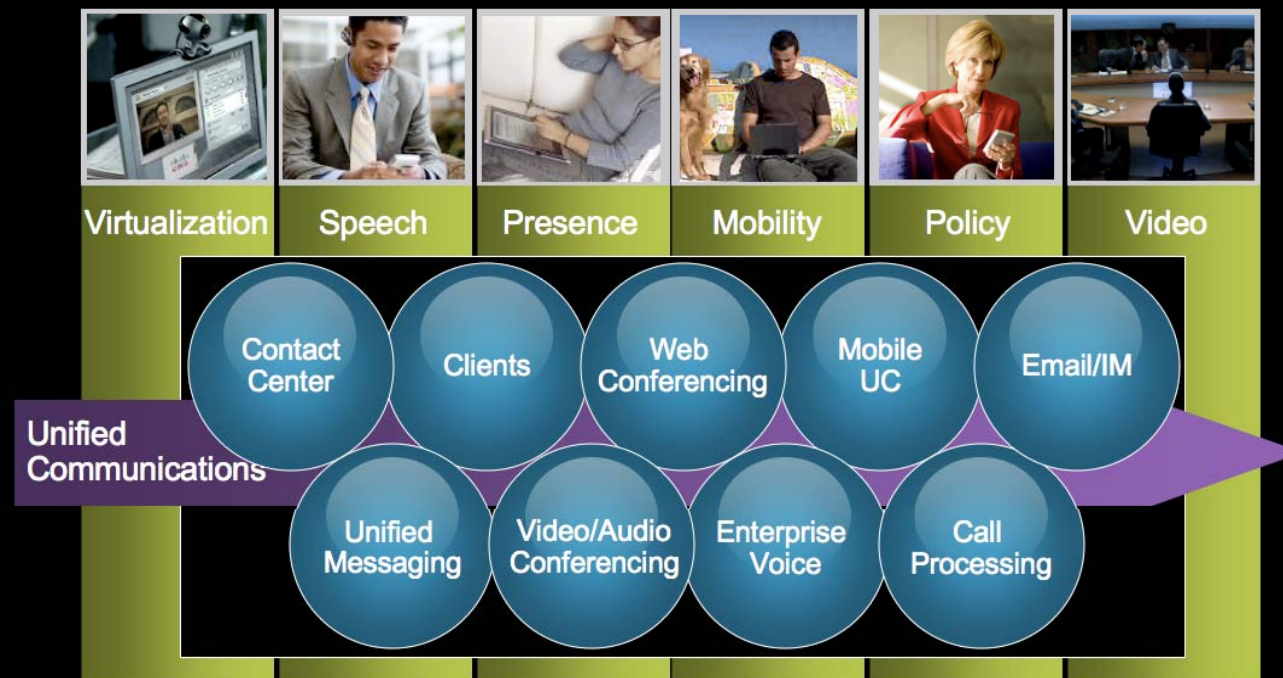 Virtualization
Speech
Presence
Mobility
Policy
Video
Contact
Center
Clients
Web
Conferencing
Mobile
UC
Email/IM
Unified
Communications
Unified
Messaging
Video/Audio
Conferencing
Enterprise
Voice
Call
Processing